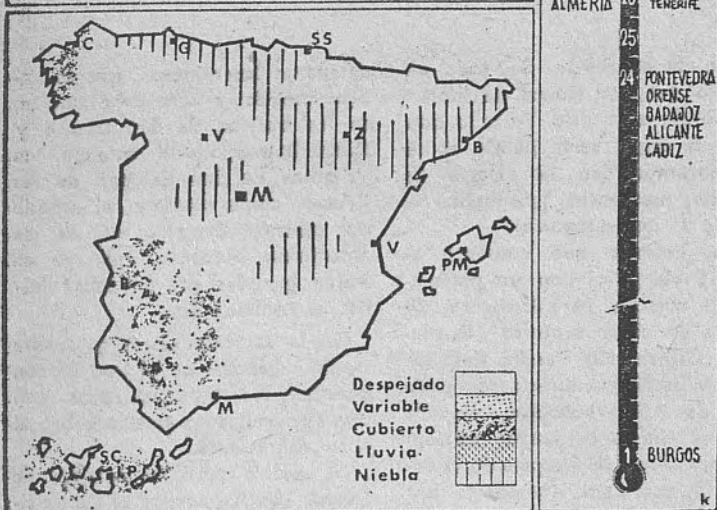 ALMERIA
TENERIFE
25
24 PONTEVEDRA
ORENSE
BADAJOZ
ALICANTE
CADIZ
C
G
SS
V
Z
B
M
V
PM
B
S
M
SC
LP
Despejado
Variable
Cubierto
Lluvia
Niebla
1 BURGOS
k